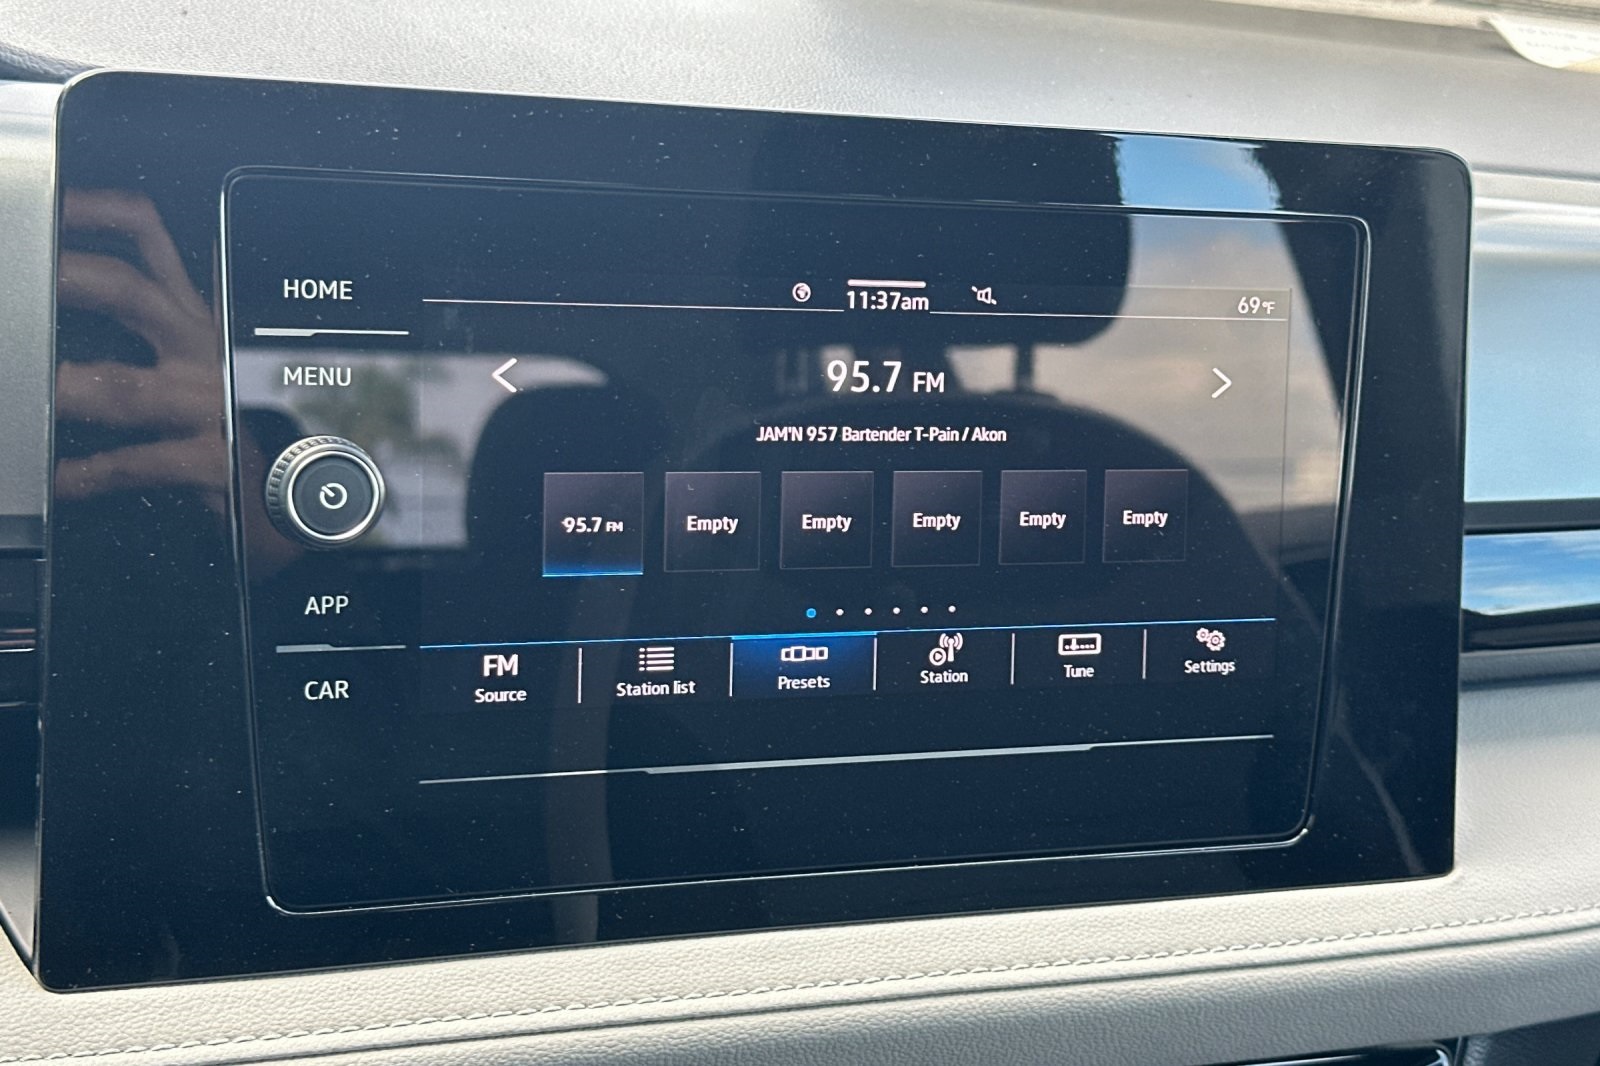 HOME
11:37am
69°F
MENU
95.7 FM
JAM'N 957 Bartender T-Pain / Akon
95.7 FM
Empty
Empty
Empty
Empty
Empty
APP
CAR
FM
Source
Station list
Presets
Station
Tune
Settings